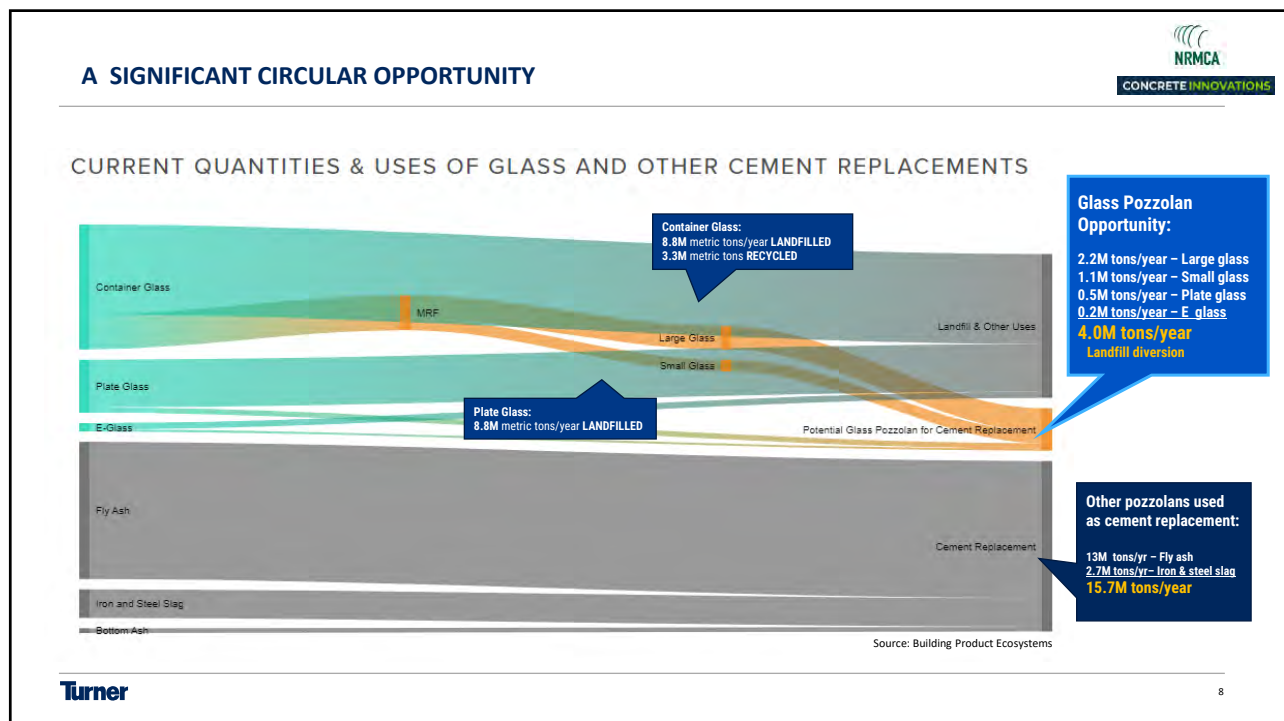 NRMCA
CONCRETE INNOVATIONS
A SIGNIFICANT CIRCULAR OPPORTUNITY
CURRENT QUANTITIES & USES OF GLASS AND OTHER CEMENT REPLACEMENTS
Glass Pozzolan
Opportunity:
2.2M tons/year – Large glass
1.1M tons/year – Small glass
0.5M tons/year – Plate glass
0.2M tons/year – E glass
4.0M tons/year
Landfill diversion
Container Glass:
8.8M metric tons/year LANDFILLED
3.3M metric tons RECYCLED
Container Glass
MRF
Large Glass
Small Glass
Landfill & Other Uses
Plate Glass
Plate Glass:
8.8M metric tons/year LANDFILLED
E-Glass
Potential Glass Pozzolan for Cement Replacement
Fly Ash
Cement Replacement
Other pozzolans used
as cement replacement:
13M tons/yr – Fly ash
2.7M tons/yr– Iron & steel slag
15.7M tons/year
Iron and Steel Slag
Bottom Ash
Source: Building Product Ecosystems
Turner
8